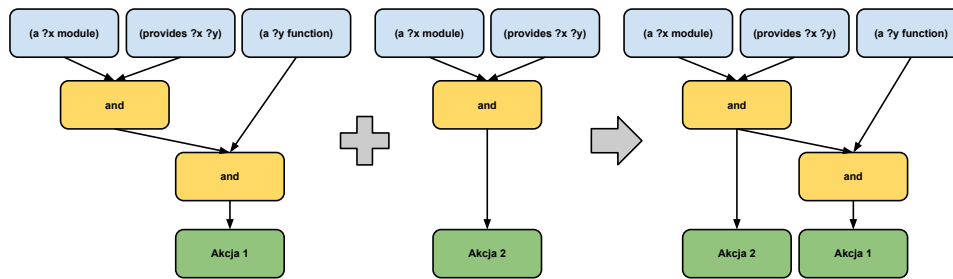 (a ?x module) (provides ?x ?y) (a ?y function) (a ?x module) (provides ?x ?y) (a ?x module) (provides ?x ?y) (a ?y function)
and and and
and and
Akcja 1 Akcja 2 Akcja 2 Akcja 1